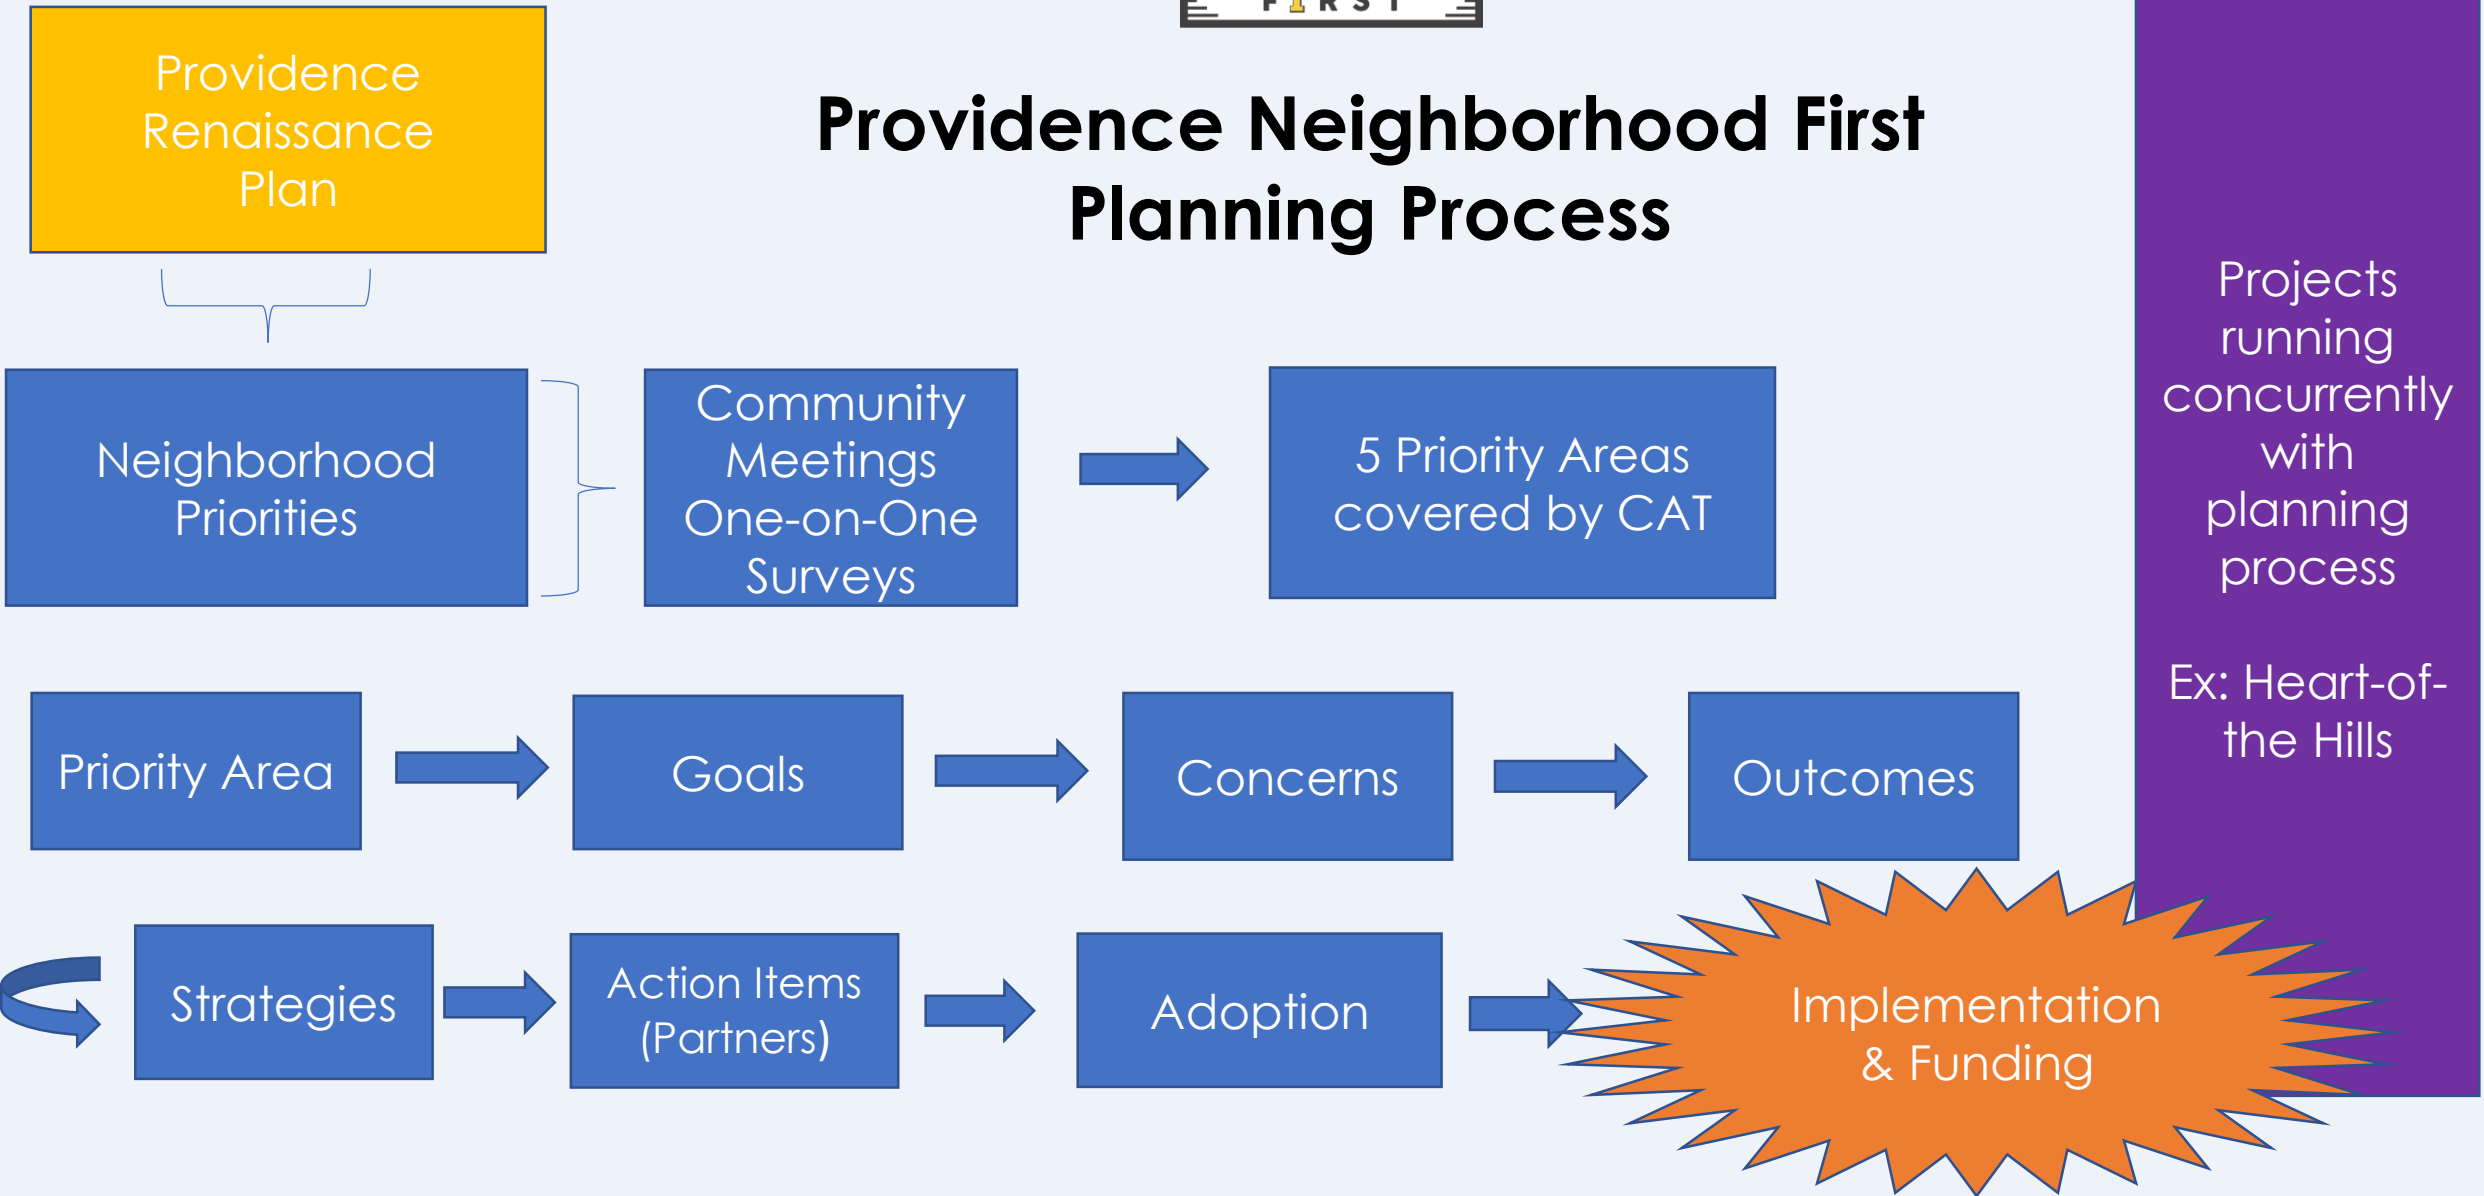 FIRST
Providence
Renaissance
Plan
Providence Neighborhood First
Planning Process
Neighborhood
Priorities
Community
Meetings
One-on-One
Surveys
5 Priority Areas
covered by CAT
Priority Area
Goals
Concerns
Outcomes
Strategies
Action Items
(Partners)
Adoption
Implementation
& Funding
Projects
running
concurrently
with
planning
process
Ex: Heart-of-
the Hills